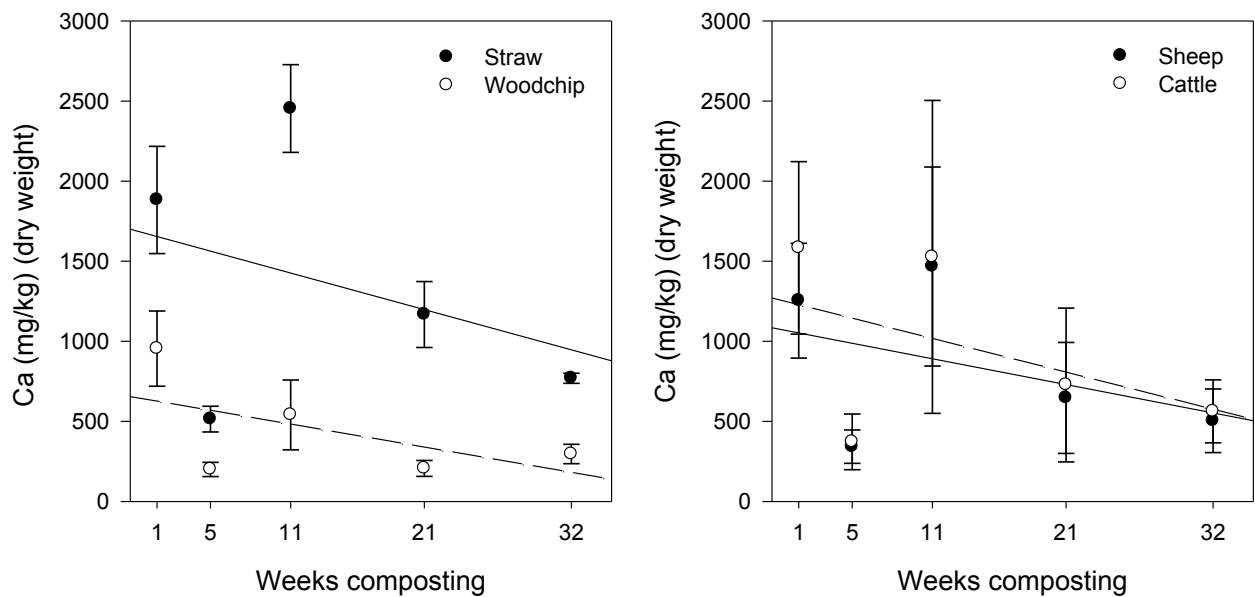 3000
2500
2000
1500
1000
500
0
Ca (mg/kg) (dry weight)
Straw
Woodchip
1 5 11 21 32
Weeks composting
3000
2500
2000
1500
1000
500
0
Ca (mg/kg) (dry weight)
Sheep
Cattle
1 5 11 21 32
Weeks composting